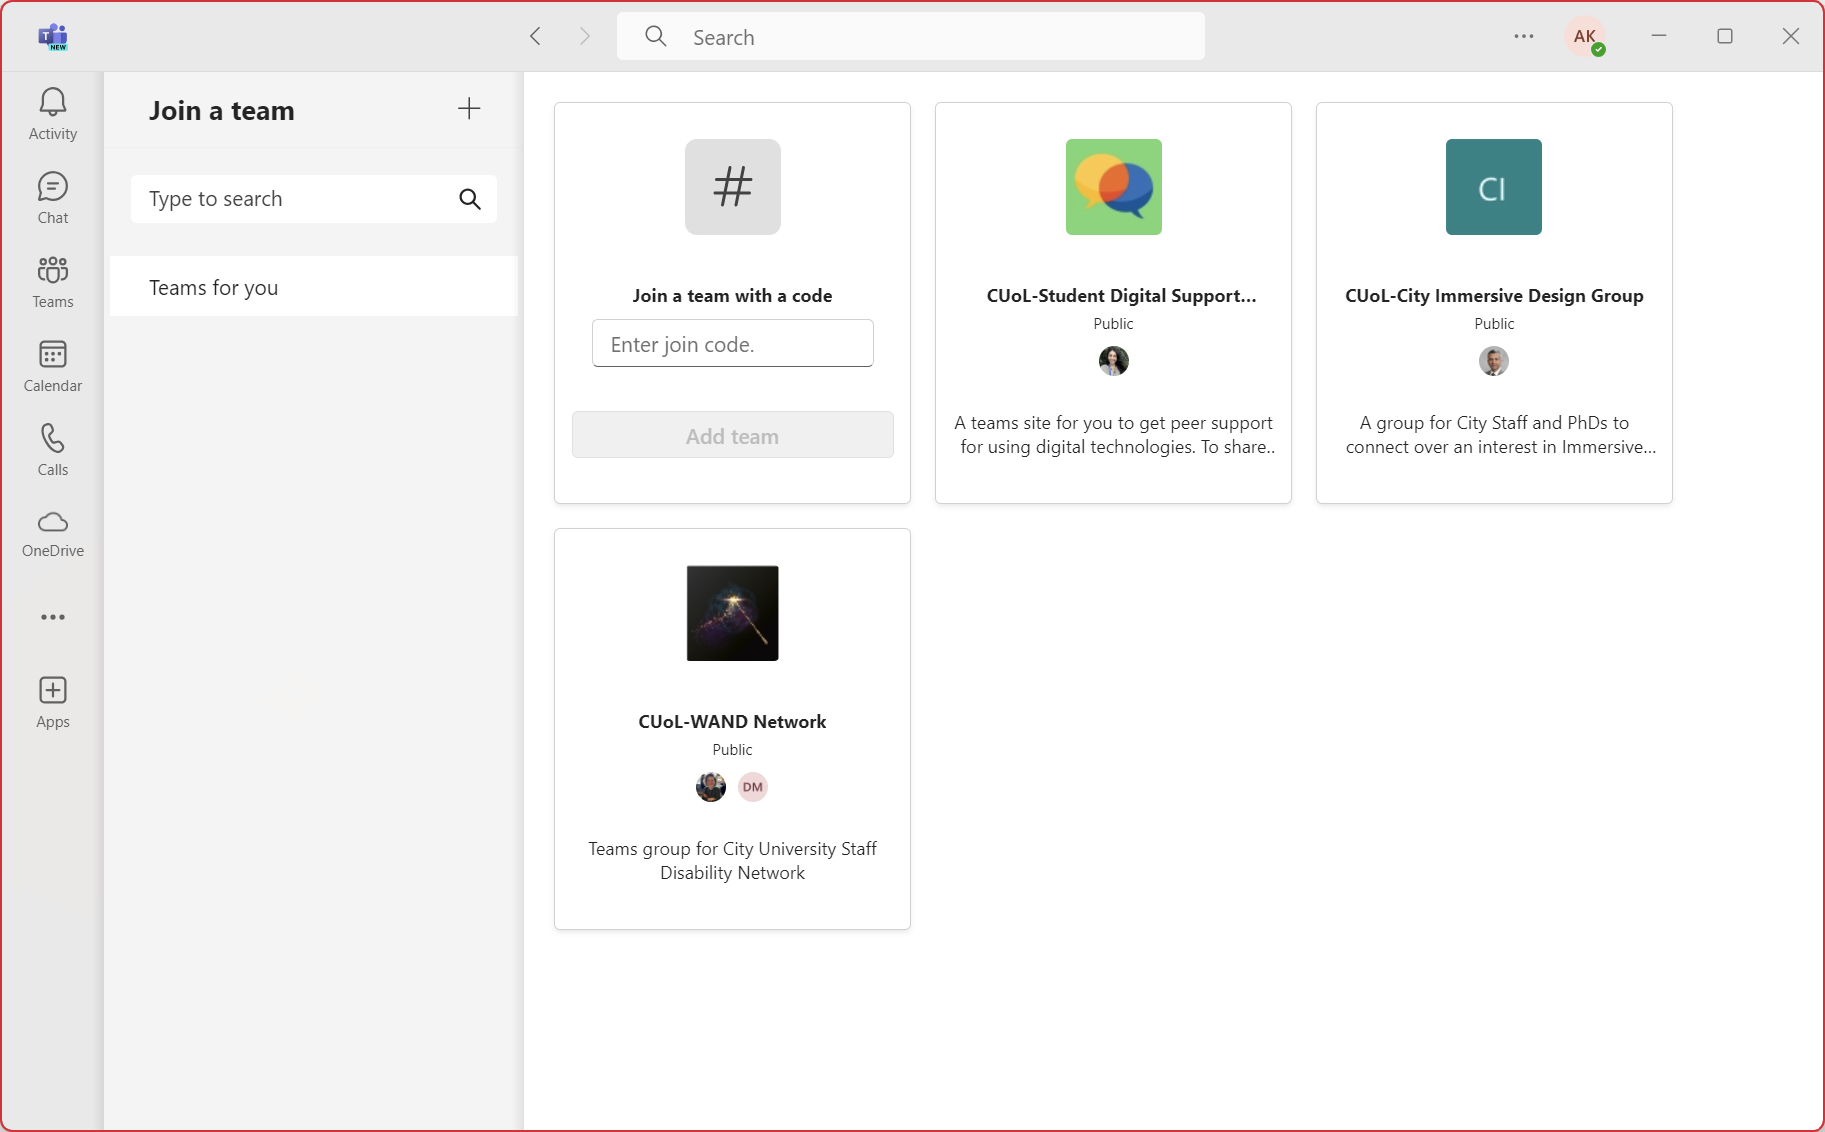 T
NEW
Search
AK
Activity
Chat
Teams
Calendar
Calls
OneDrive
Apps
Join a team
Type to search
Teams for you
#
Join a team with a code
Enter join code.
Add team
CUoL-Student Digital Support...
Public
A teams site for you to get peer support
for using digital technologies. To share..
CI
CUoL-City Immersive Design Group
Public
A group for City Staff and PhDs to
connect over an interest in Immersive...
CUoL-WAND Network
Public
DM
Teams group for City University Staff
Disability Network